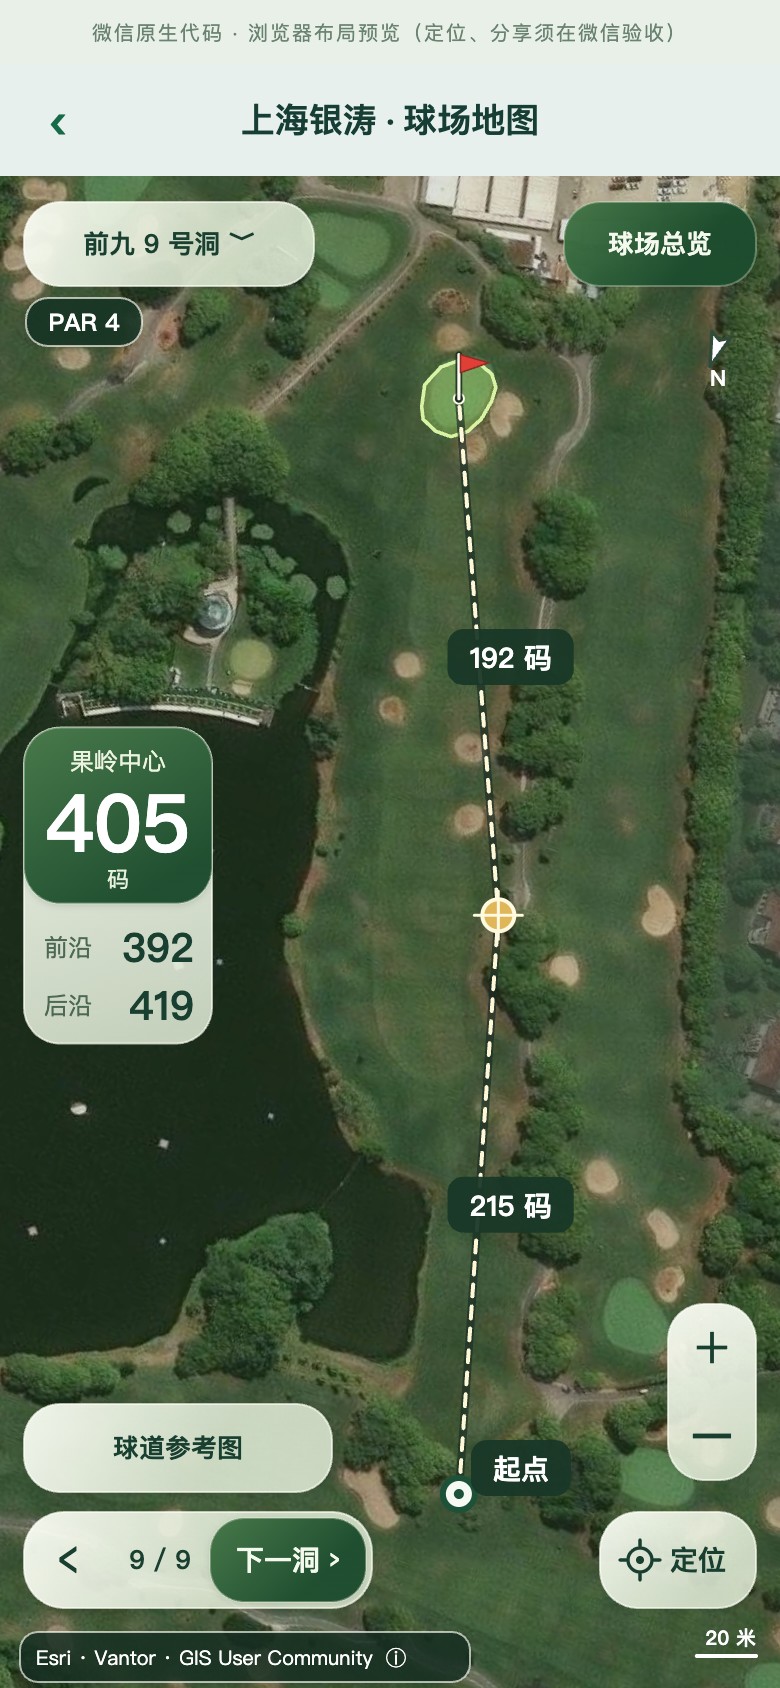 微信原生代码 · 浏览器布局预览（定位、分享须在微信验收）
上海银涛 · 球场地图
前九 9 号洞
球场总览
PAR 4
N
192 码
果岭中心
405
码
前沿 392
后沿 419
215 码
球道参考图
起点
9 / 9
下一洞 ›
定位
20 米
Esri · Vantor · GIS User Community ⓘ